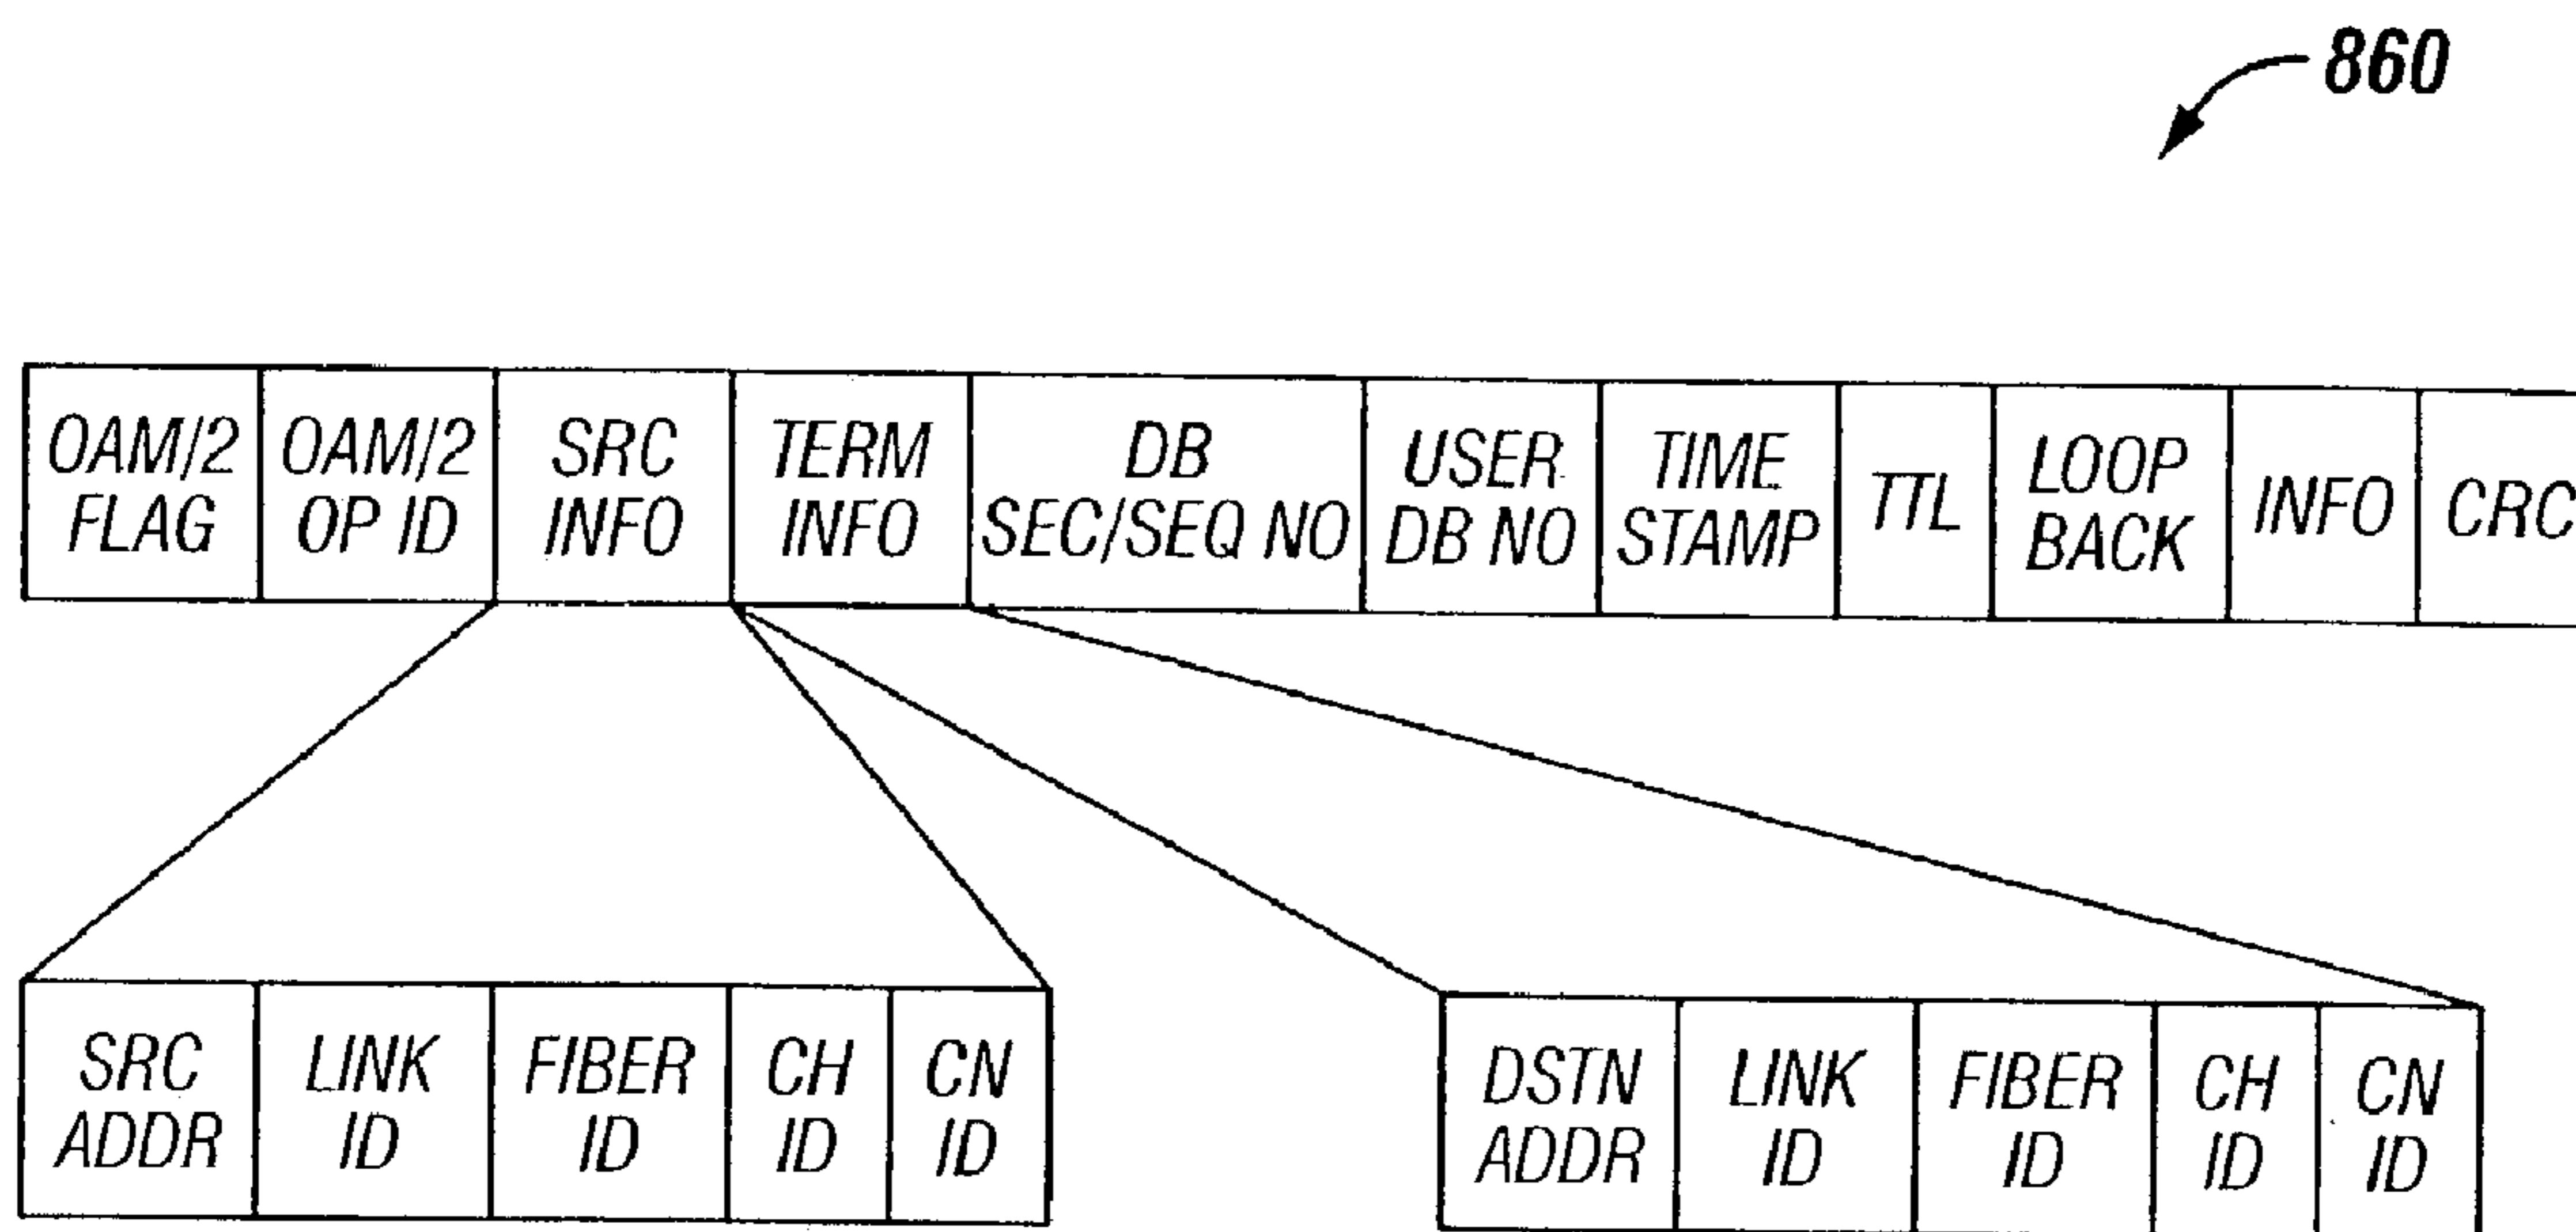 860
OAM/2
FLAG
OAM/2
OP ID
SRC
INFO
TERM
INFO
DB
SEC/SEQ NO
USER
DB NO
TIME
STAMP
TTL
LOOP
BACK
INFO
CRC
SRC
ADDR
LINK
ID
FIBER
ID
CH
ID
CN
ID
DSTN
ADDR
LINK
ID
FIBER
ID
CH
ID
CN
ID